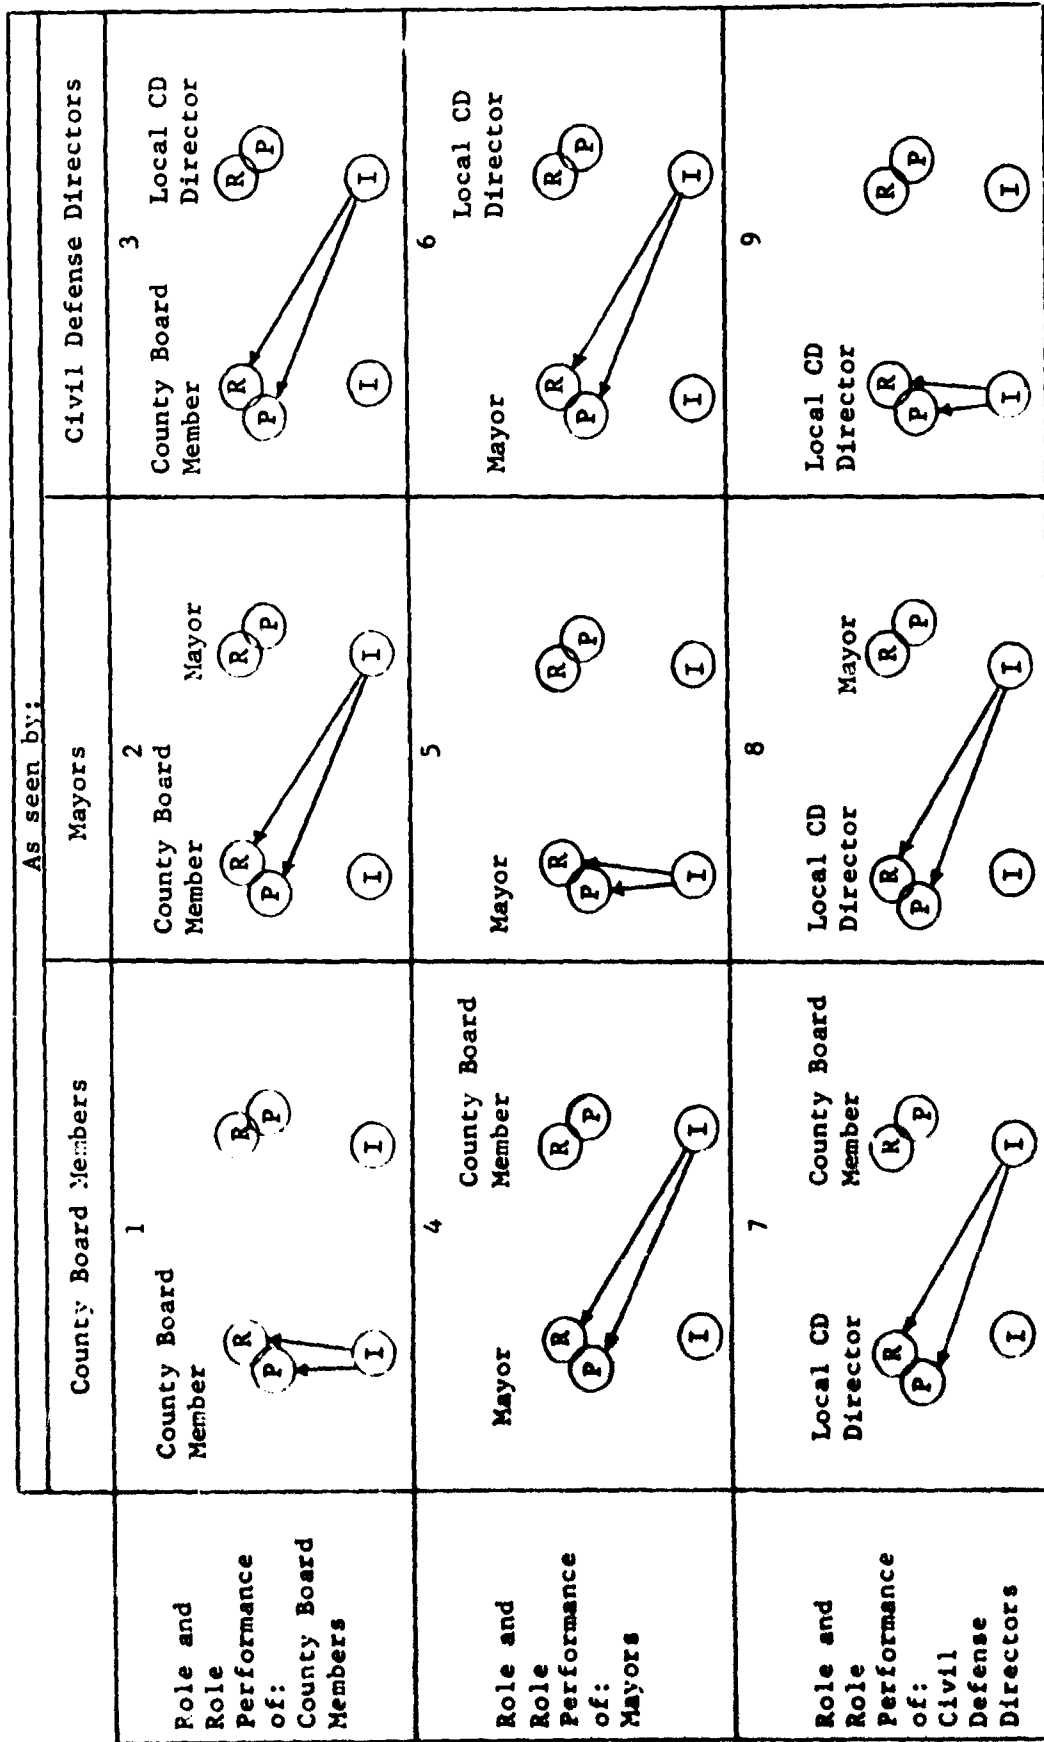 As seen by:
County Board Members
Mayors
Civil Defense Directors
Role and
Role
Performance
of:
County Board
Members
1
County Board
Member
R
P
I
R
P
I
2
County Board
Member
Mayor
R
P
I
R
P
I
3
County Board
Member
Local CD
Director
R
P
I
R
P
I
Role and
Role
Performance
of:
Mayors
4
Mayor
County Board
Member
R
P
I
R
P
I
5
Mayor
R
P
I
R
P
I
6
Mayor
Local CD
Director
R
P
I
R
P
I
Role and
Role
Performance
of:
Civil
Defense
Directors
7
Local CD
Director
County Board
Member
R
P
I
R
P
I
8
Local CD
Director
Mayor
R
P
I
R
P
I
9
Local CD
Director
R
P
I
R
P
I